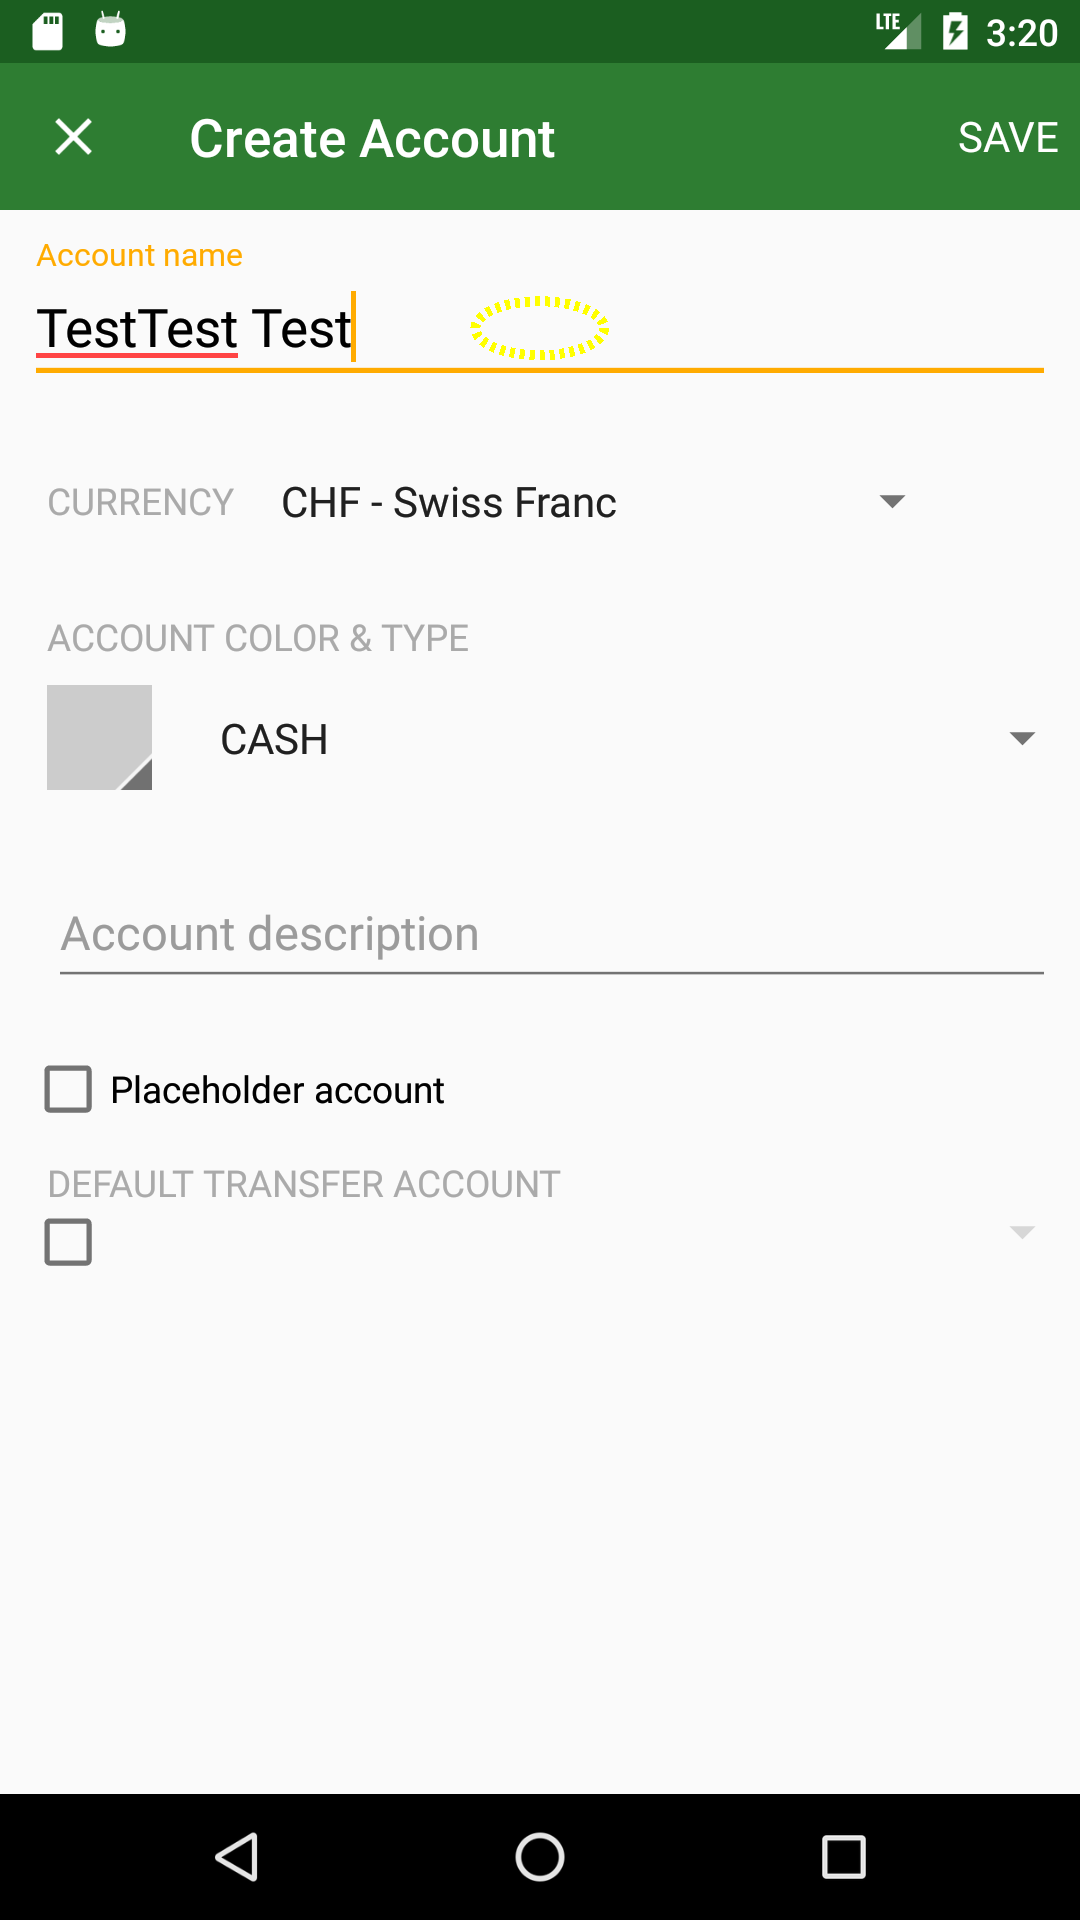 LTE 3:20
Create Account SAVE
Account name
TestTest Test
CURRENCY CHF - Swiss Franc
ACCOUNT COLOR & TYPE
CASH
Account description
Placeholder account
DEFAULT TRANSFER ACCOUNT